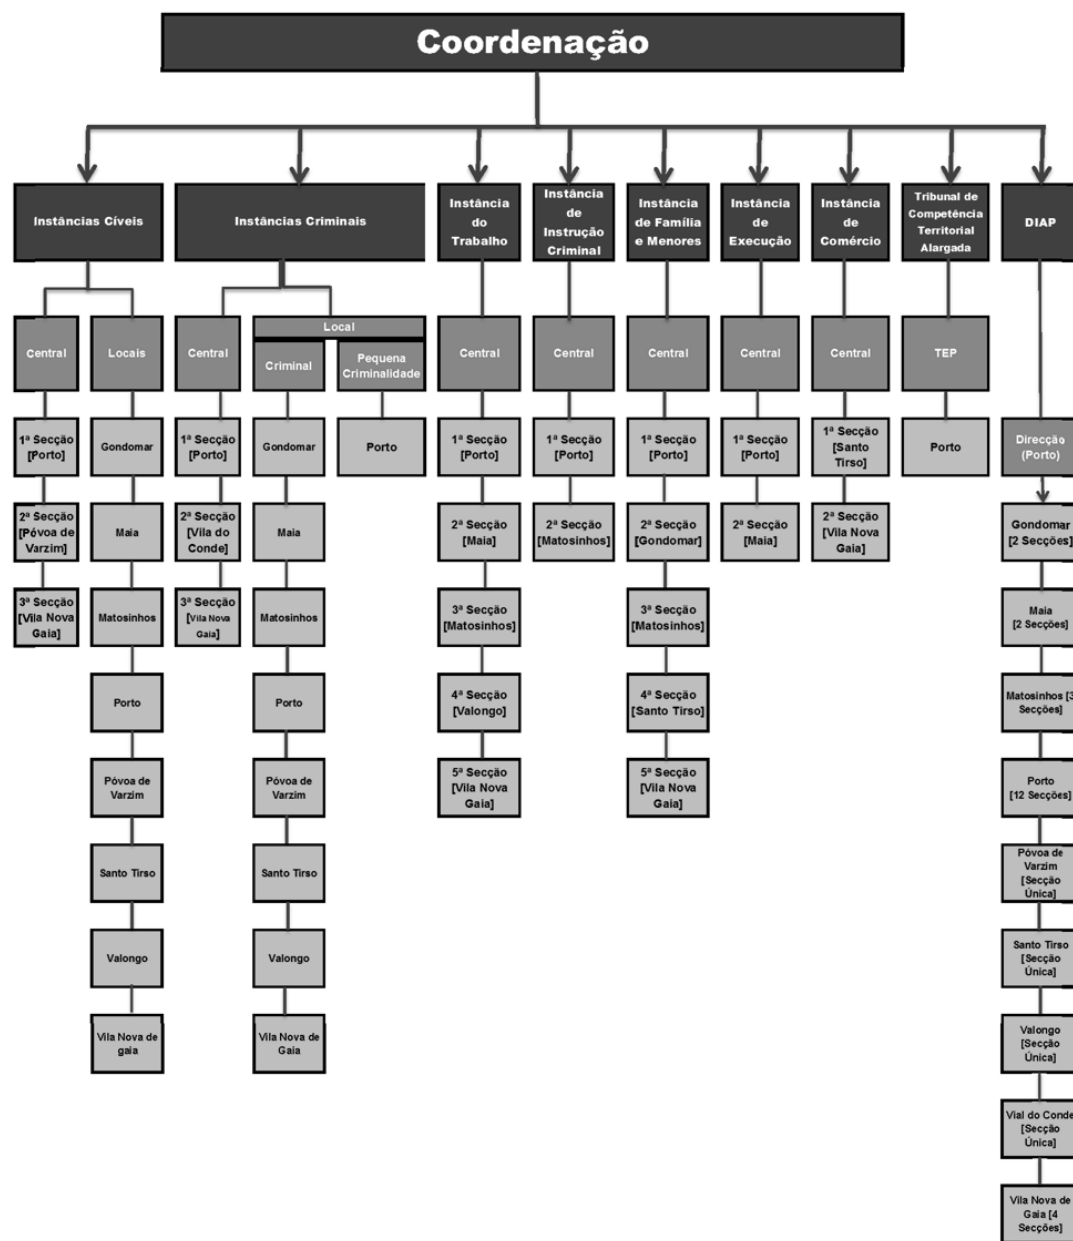 Coordenação
Instâncias Cíveis
Instâncias Criminais
Instância
do
Trabalho
Instância
de
Instrução
Criminal
Instância
de Família
e Menores
Instância
de
Execução
Instância
de
Comércio
Tribunal de
Competência
Territorial
Alargada
DIAP
Central
Locais
Central
Local
Criminal
Pequena
Criminalidade
Central
Central
Central
Central
Central
TEP
1ª Secção
[Porto]
Gondomar
1ª Secção
[Porto]
Gondomar
Porto
1ª Secção
[Porto]
1ª Secção
[Porto]
1ª Secção
[Porto]
1ª Secção
[Porto]
1ª Secção
[Santo
Tirso]
Porto
Direcção
(Porto)
2ª Secção
[Póvoa de
Varzim]
Maia
2ª Secção
[Vila do
Conde]
Maia
2ª Secção
[Maia]
2ª Secção
[Matosinhos]
2ª Secção
[Gondomar]
2ª Secção
[Maia]
2ª Secção
[Vila Nova
Gaia]
Gondomar
[2 Secções]
3ª Secção
[Vila Nova
Gaia]
Matosinhos
3ª Secção
[Vila Nova
Gaia]
Matosinhos
3ª Secção
[Matosinhos]
3ª Secção
[Matosinhos]
Maia
[2 Secções]
Porto
Porto
4ª Secção
[Valongo]
4ª Secção
[Santo Tirso]
Matosinhos [3
Secções]
Póvoa de
Varzim
Póvoa de
Varzim
5ª Secção
[Vila Nova
Gaia]
5ª Secção
[Vila Nova
Gaia]
Porto
[12 Secções]
Santo Tirso
Santo Tirso
Póvoa de
Varzim
[Secção
Única]
Valongo
Valongo
Santo Tirso
[Secção
Única]
Vila Nova de
gaia
Vila Nova de
Gaia
Valongo
[Secção
Única]
Vial do Conde
[Secção
Única]
Vila Nova de
Gaia [4
Secções]